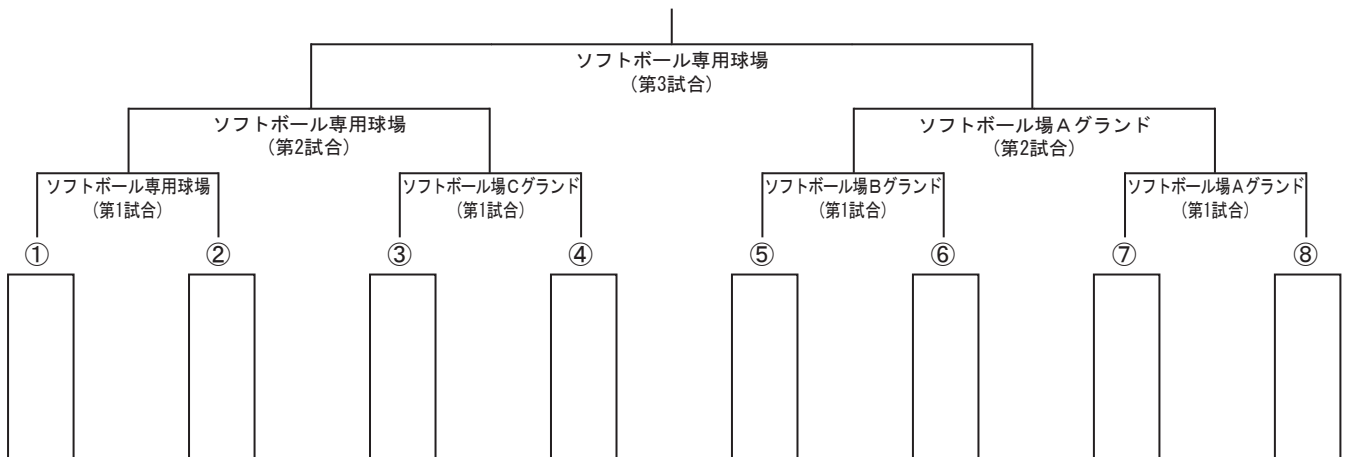 ソフトボール専用球場
(第3試合)
ソフトボール専用球場
(第2試合)
ソフトボール場Aグランド
(第2試合)
ソフトボール専用球場
(第1試合)
ソフトボール場Cグランド
(第1試合)
ソフトボール場Bグランド
(第1試合)
ソフトボール場Aグランド
(第1試合)
① ② ③ ④ ⑤ ⑥ ⑦ ⑧